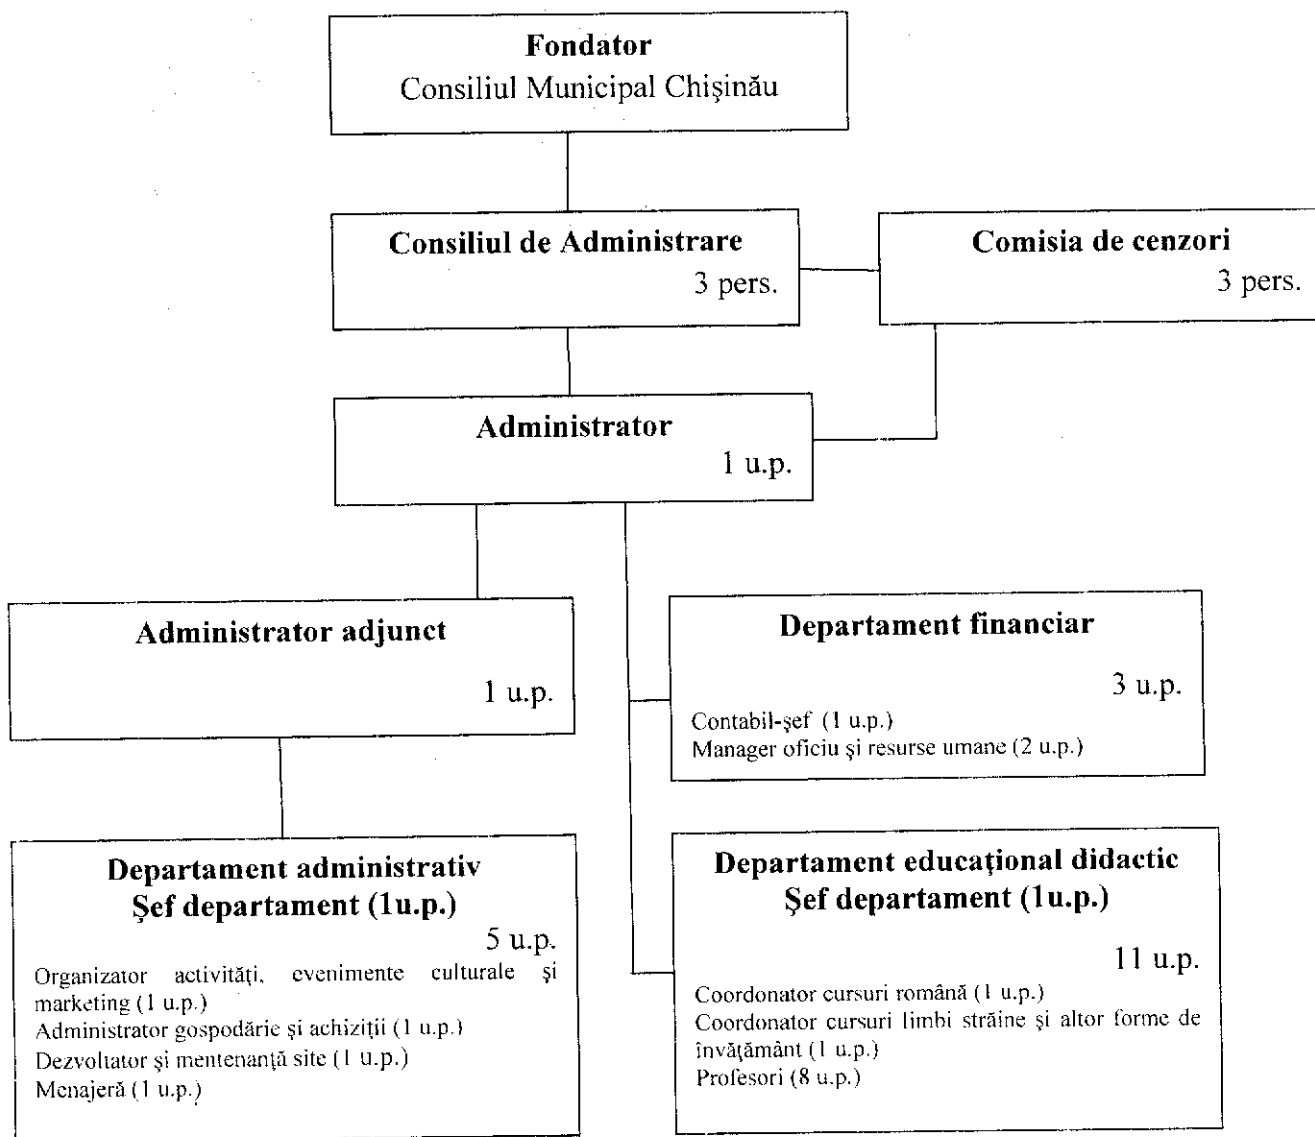 Fondator
Consiliul Municipal Chişinău
Consiliul de Administrare
3 pers.
Comisia de cenzori
3 pers.
Administrator
1 u.p.
Administrator adjunct
1 u.p.
Departament financiar
3 u.p.
Contabil-şef (1 u.p.)
Manager oficiu şi resurse umane (2 u.p.)
Departament administrativ
Şef departament (1u.p.)
5 u.p.
Organizator activităţi, evenimente culturale şi
marketing (1 u.p.)
Administrator gospodărie şi achiziţii (1 u.p.)
Dezvoltator şi mentenanţă site (1 u.p.)
Menajeră (1 u.p.)
Departament educaţional didactic
Şef departament (1u.p.)
11 u.p.
Coordonator cursuri română (1 u.p.)
Coordonator cursuri limbi străine şi altor forme de
învăţământ (1 u.p.)
Profesori (8 u.p.)